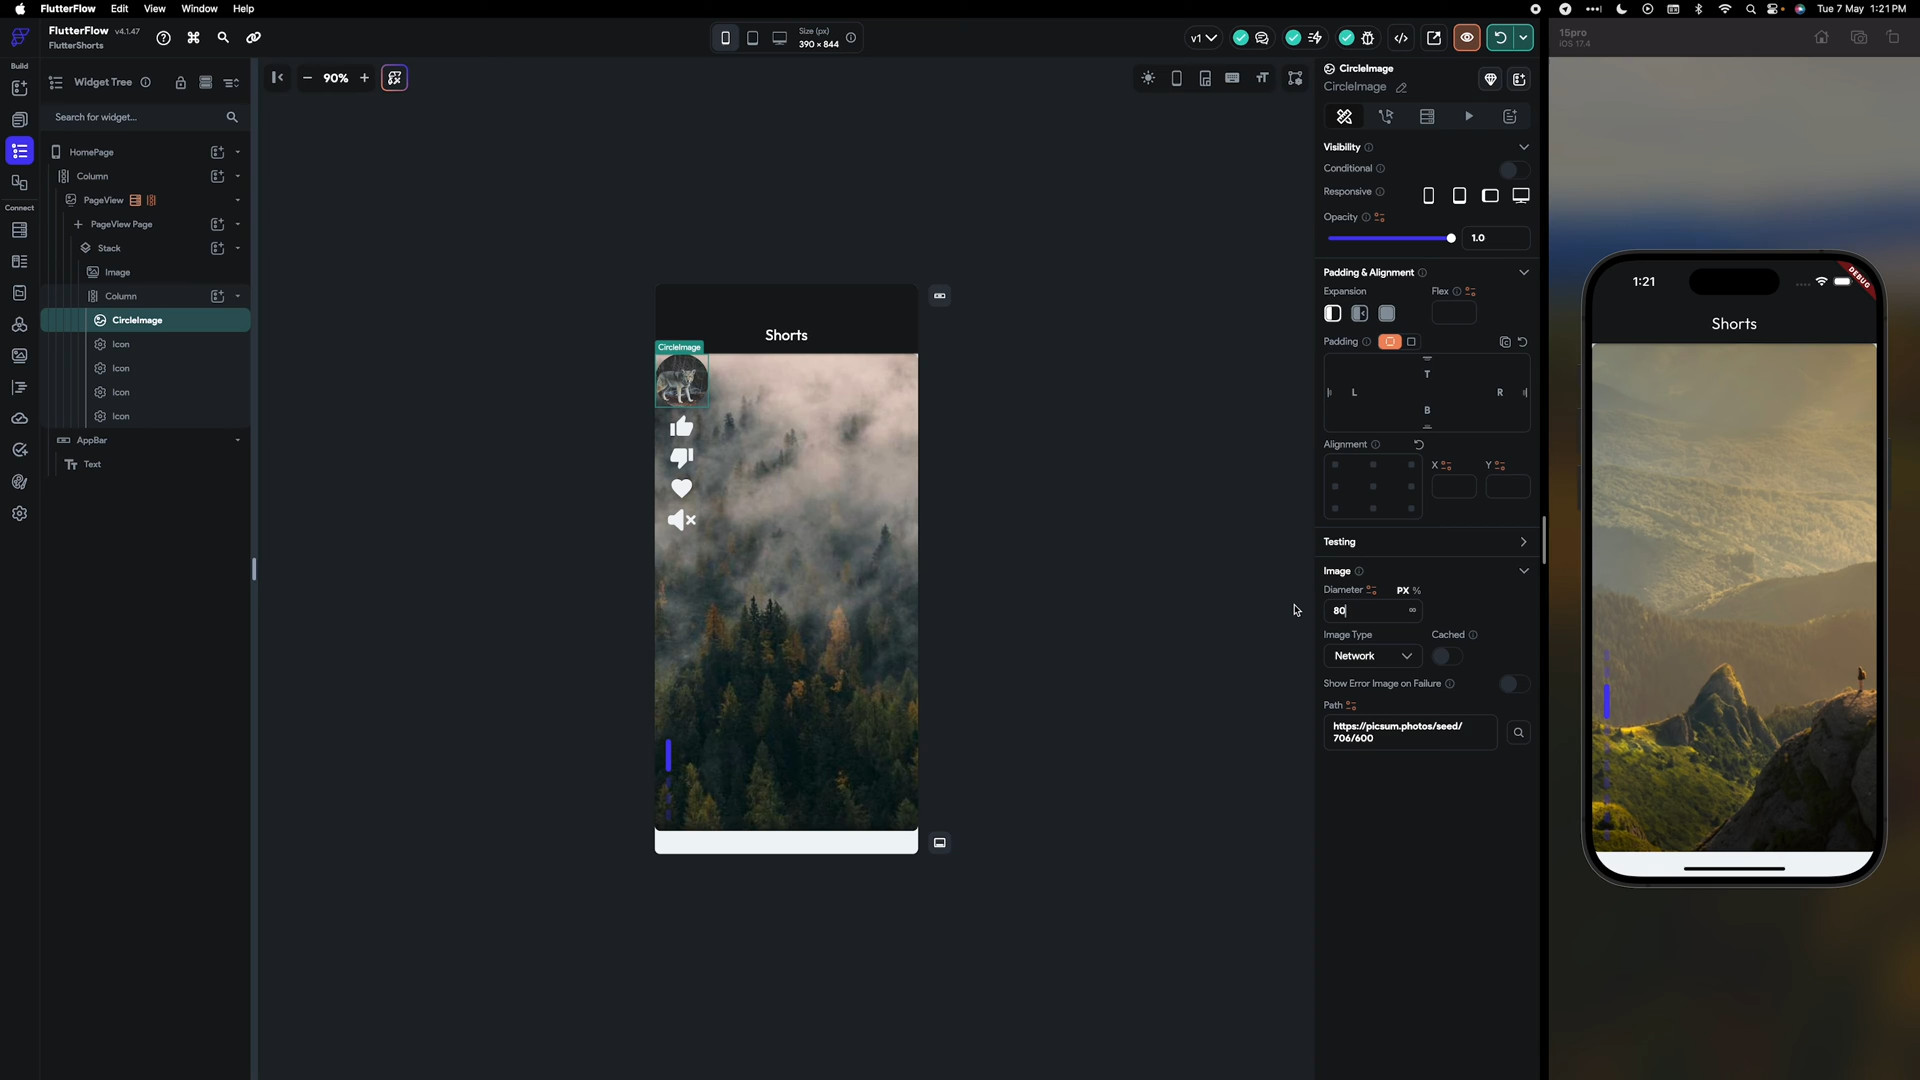 FlutterFlow Edit View Window Help
Tue 7 May 1:21PM
FlutterFlow v4.1.47
FlutterShorts
Size (px)
390 × 844
v1
15pro
iOS 17.4
Build
Widget Tree
90%
CircleImage
CircleImage
Search for widget...
HomePage
Column
PageView
PageView Page
Stack
Image
Column
CircleImage
Icon
Icon
Icon
Icon
AppBar
Text
Connect
Shorts
CircleImage
Visibility
Conditional
Responsive
Opacity
1.0
Padding & Alignment
Expansion Flex
Padding
T
L R
B
Alignment
X Y
Testing
Image
Diameter PX %
80 ∞
Image Type Cached
Network
Show Error Image on Failure
Path
https://picsum.photos/seed/
706/600
1:21
DEBUG
Shorts